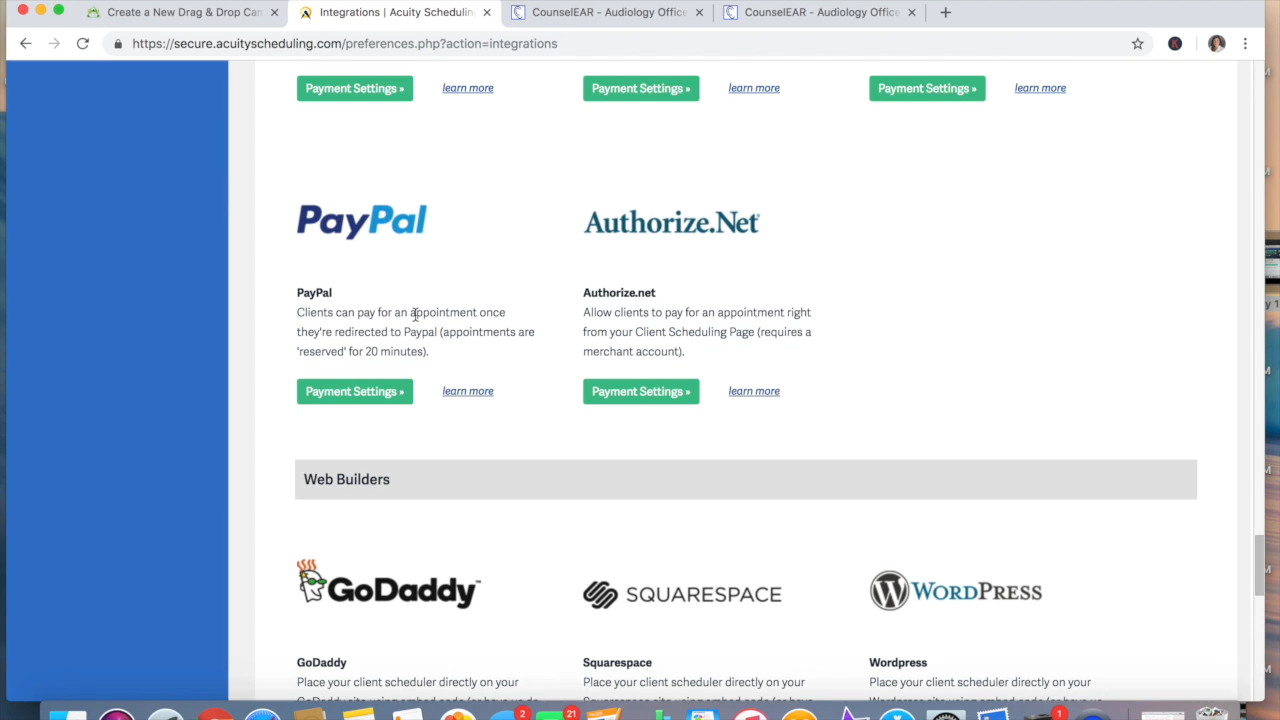 Create a New Drag & Drop Cam
Integrations | Acuity Schedulin
CounselEAR - Audiology Office
CounselEAR - Audiology Office
https://secure.acuityscheduling.com/preferences.php?action=integrations
Payment Settings »
learn more
Payment Settings »
learn more
Payment Settings »
learn more
PayPal
Authorize.Net
PayPal
Clients can pay for an appointment once
they're redirected to Paypal (appointments are
'reserved' for 20 minutes).
Payment Settings »
learn more
Authorize.net
Allow clients to pay for an appointment right
from your Client Scheduling Page (requires a
merchant account).
Payment Settings »
learn more
Web Builders
GoDaddy™
SQUARESPACE
WORDPRESS
GoDaddy
Place your client scheduler directly on your
Squarespace
Place your client scheduler directly on your
Wordpress
Place your client scheduler directly on your
2
21
1